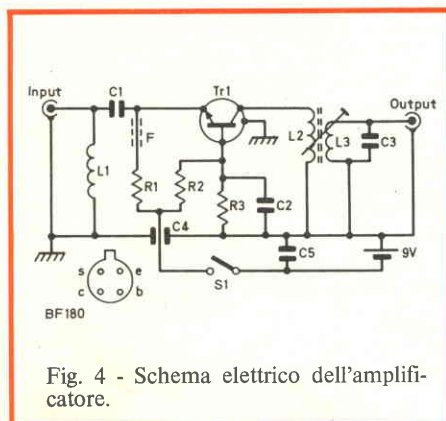 Input
C1
Tr1
Output
F
L2
L3
C3
L1
R1
R2
R3
C2
C4
C5
S1
9V
s
e
c
b
BF180
Fig. 4 - Schema elettrico dell'amplifi-
catore.